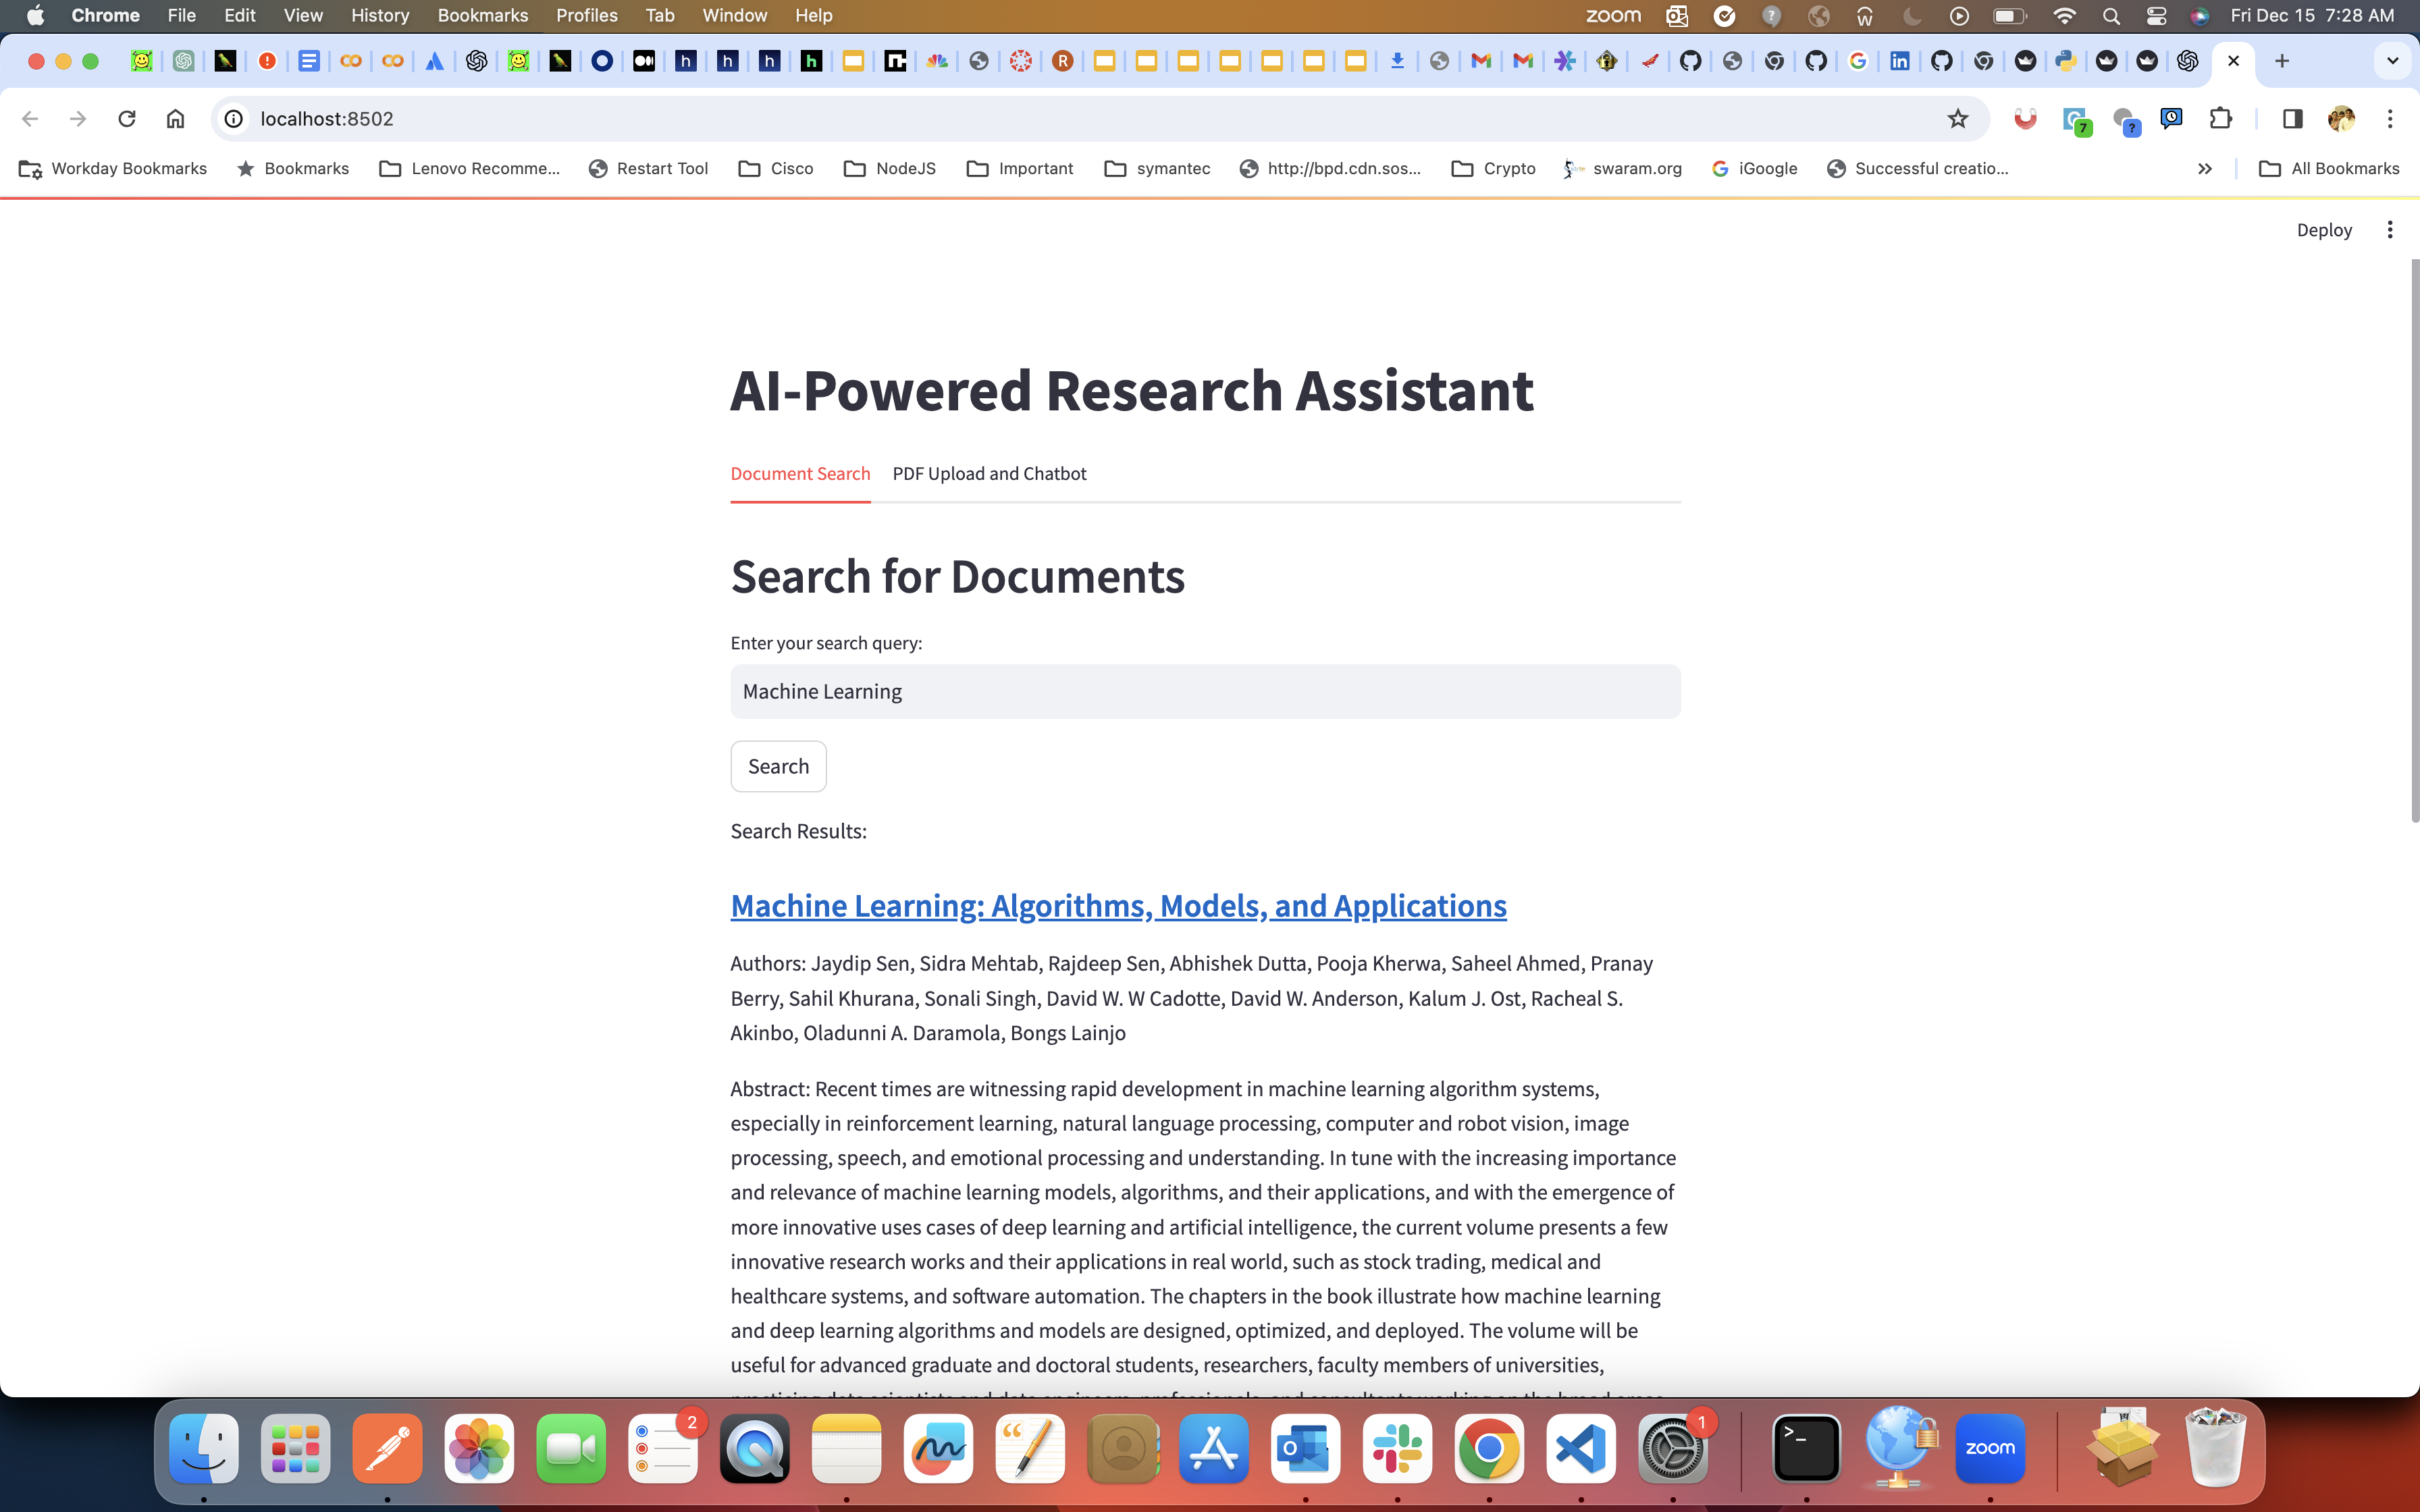 Chrome File Edit View History Bookmarks Profiles Tab Window Help zoom Fri Dec 15 7:28 AM
localhost:8502
7
?
Workday Bookmarks Bookmarks Lenovo Recomme... Restart Tool Cisco NodeJS Important symantec http://bpd.cdn.sos... Crypto swaram.org iGoogle Successful creatio... All Bookmarks
Deploy
AI-Powered Research Assistant
Document Search PDF Upload and Chatbot
Search for Documents
Enter your search query:
Machine Learning
Search
Search Results:
Machine Learning: Algorithms, Models, and Applications
Authors: Jaydip Sen, Sidra Mehtab, Rajdeep Sen, Abhishek Dutta, Pooja Kherwa, Saheel Ahmed, Pranay
Berry, Sahil Khurana, Sonali Singh, David W. W Cadotte, David W. Anderson, Kalum J. Ost, Racheal S.
Akinbo, Oladunni A. Daramola, Bongs Lainjo
Abstract: Recent times are witnessing rapid development in machine learning algorithm systems,
especially in reinforcement learning, natural language processing, computer and robot vision, image
processing, speech, and emotional processing and understanding. In tune with the increasing importance
and relevance of machine learning models, algorithms, and their applications, and with the emergence of
more innovative uses cases of deep learning and artificial intelligence, the current volume presents a few
innovative research works and their applications in real world, such as stock trading, medical and
healthcare systems, and software automation. The chapters in the book illustrate how machine learning
and deep learning algorithms and models are designed, optimized, and deployed. The volume will be
useful for advanced graduate and doctoral students, researchers, faculty members of universities,
2
1
zoom